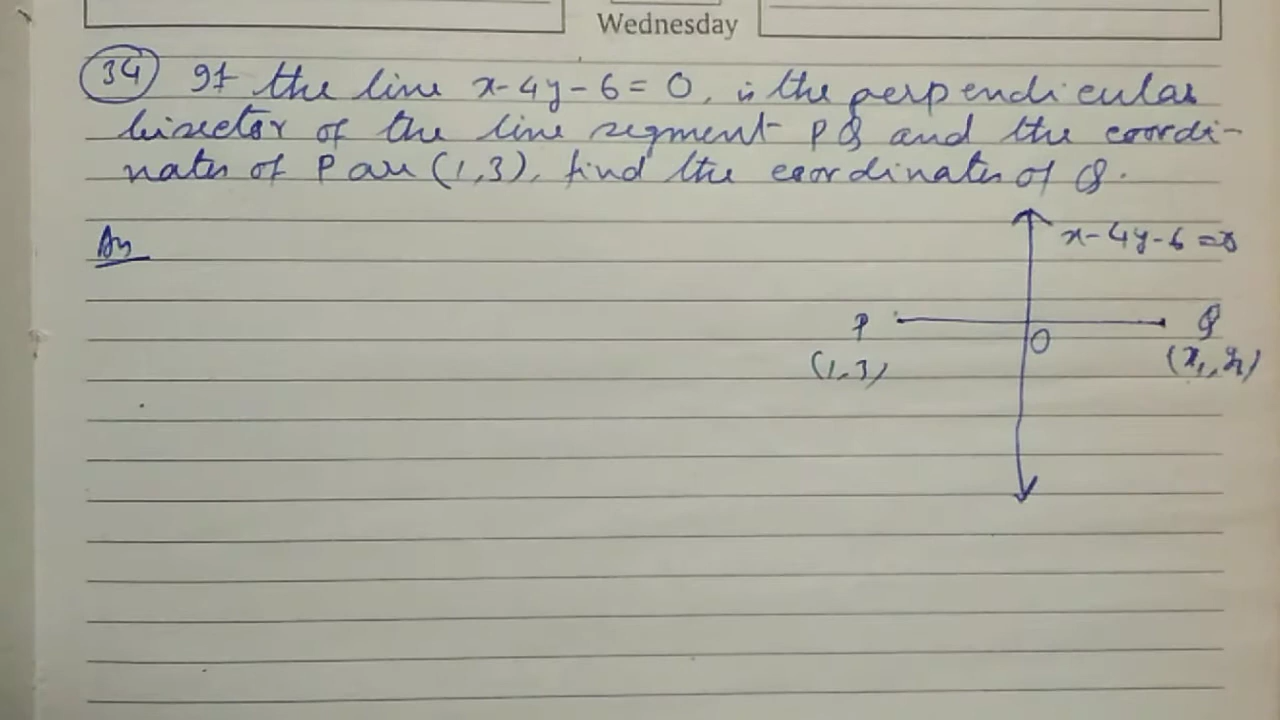 Wednesday
34 If the line x-4y-6=0, is the perpendicular
bisector of the line segment PQ and the coordi-
nates of P are (1,3), find the coordinates of Q.
Ans
x-4y-6=0
P
Q
O
(1,3)
(x₁,y₁)